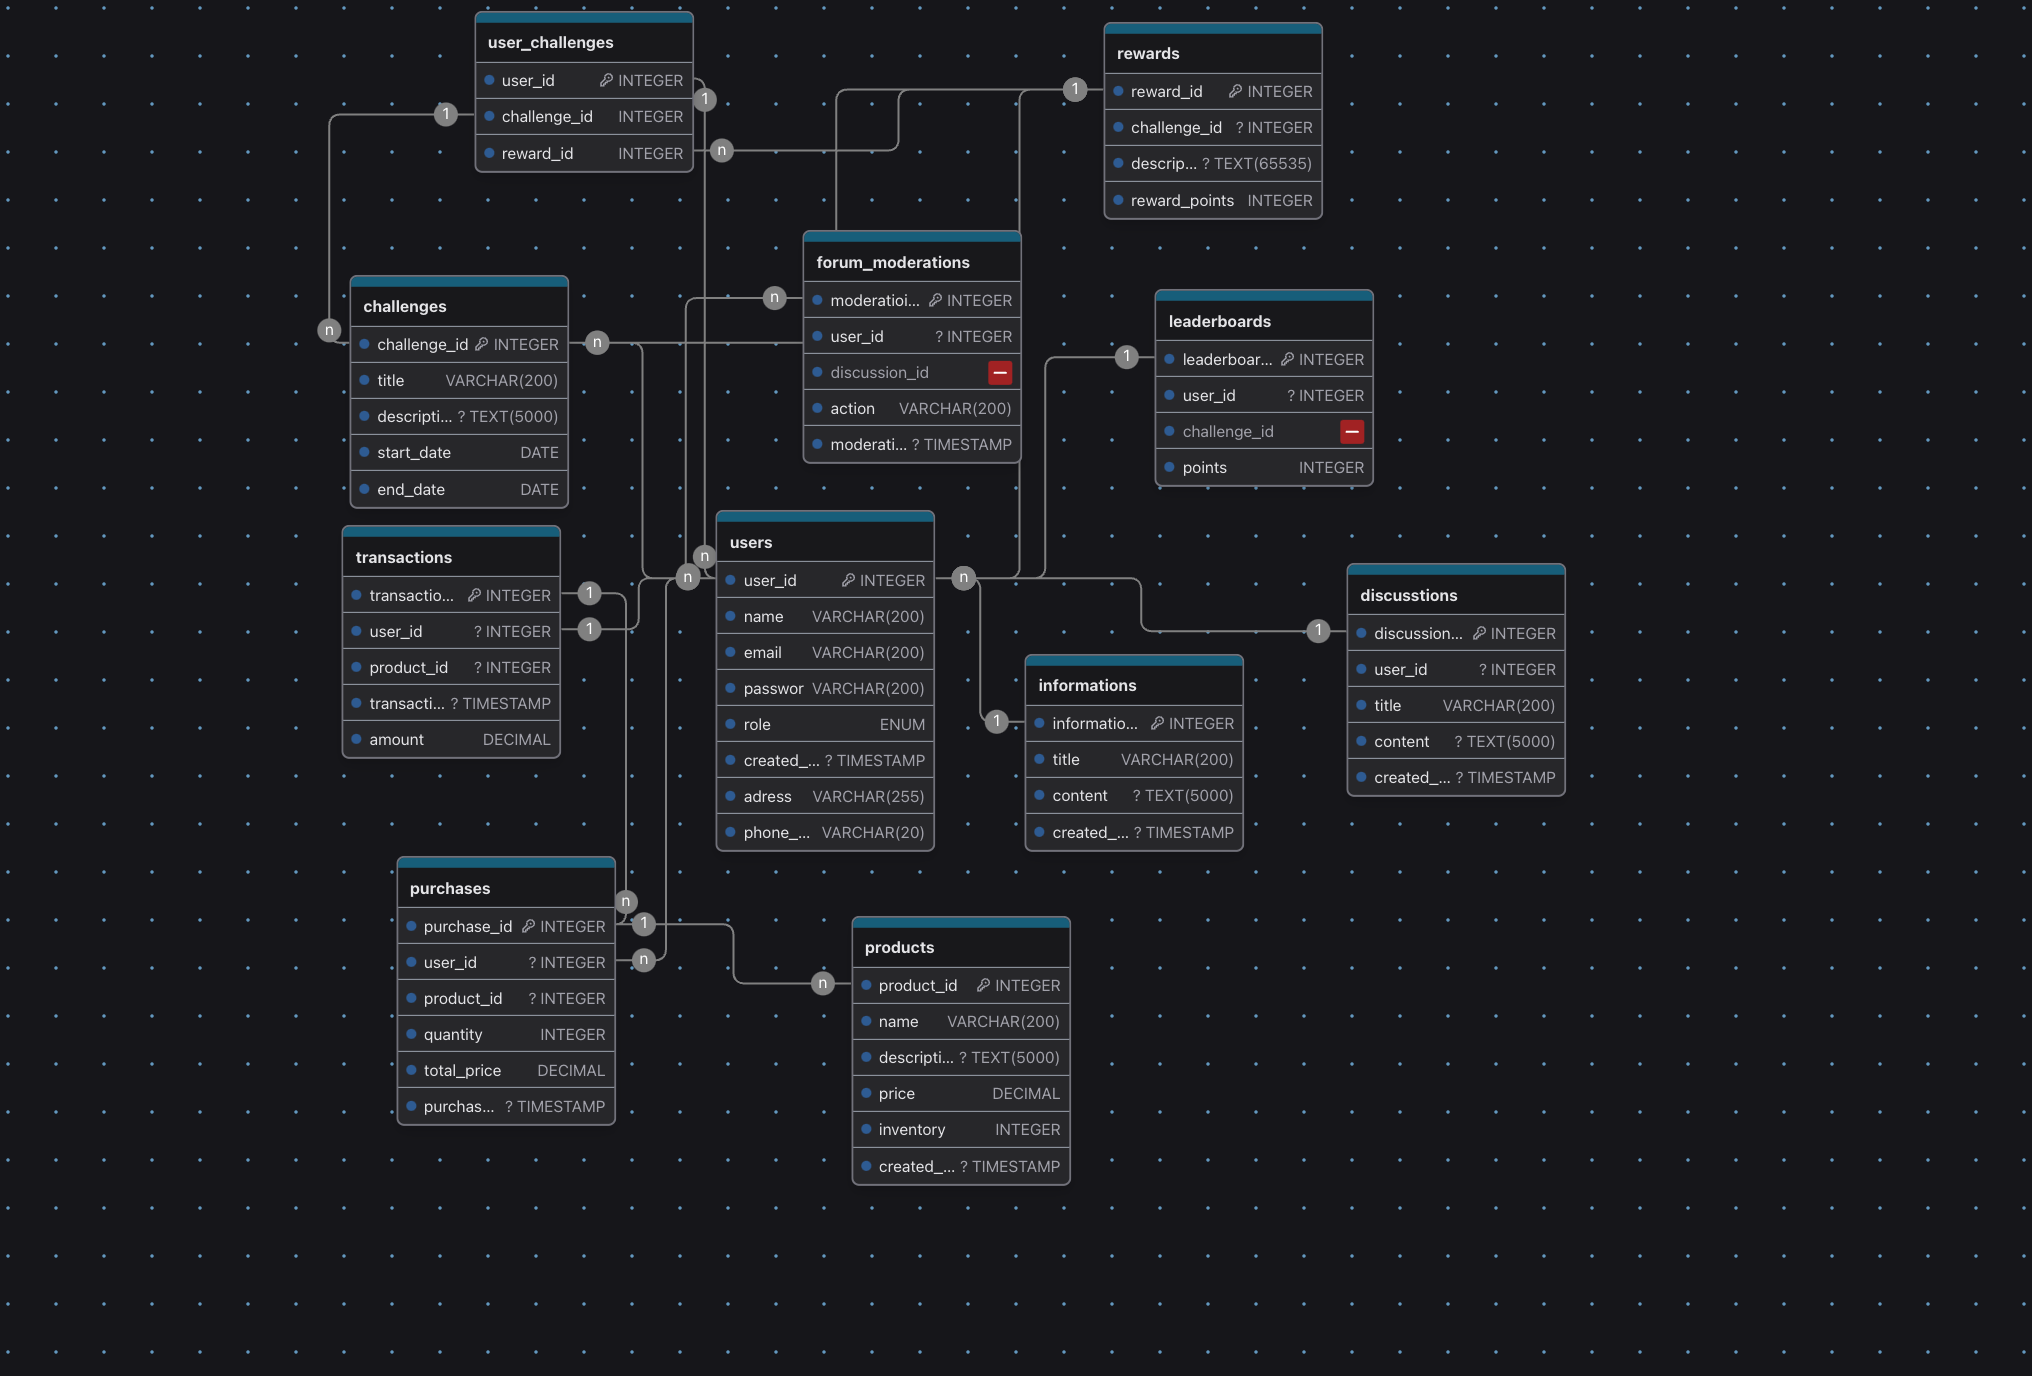 user_challenges
user_id INTEGER
challenge_id INTEGER
reward_id INTEGER
1
1
n
rewards
reward_id INTEGER
challenge_id ? INTEGER
descrip... ? TEXT(65535)
reward_points INTEGER
1
forum_moderations
moderatioi... INTEGER
user_id ? INTEGER
discussion_id
action VARCHAR(200)
moderati... ? TIMESTAMP
n
challenges
challenge_id INTEGER
title VARCHAR(200)
descripti... ? TEXT(5000)
start_date DATE
end_date DATE
n
n
leaderboards
leaderboar... INTEGER
user_id ? INTEGER
challenge_id
points INTEGER
1
transactions
transactio... INTEGER
user_id ? INTEGER
product_id ? INTEGER
transacti... ? TIMESTAMP
amount DECIMAL
1
1
users
user_id INTEGER
name VARCHAR(200)
email VARCHAR(200)
passwor VARCHAR(200)
role ENUM
created_... ? TIMESTAMP
adress VARCHAR(255)
phone_... VARCHAR(20)
n
n
n
discusstions
discussion... INTEGER
user_id ? INTEGER
title VARCHAR(200)
content ? TEXT(5000)
created_... ? TIMESTAMP
1
informations
informatio... INTEGER
title VARCHAR(200)
content ? TEXT(5000)
created_... ? TIMESTAMP
1
purchases
purchase_id INTEGER
user_id ? INTEGER
product_id ? INTEGER
quantity INTEGER
total_price DECIMAL
purchas... ? TIMESTAMP
n
1
n
products
product_id INTEGER
name VARCHAR(200)
descripti... ? TEXT(5000)
price DECIMAL
inventory INTEGER
created_... ? TIMESTAMP
n